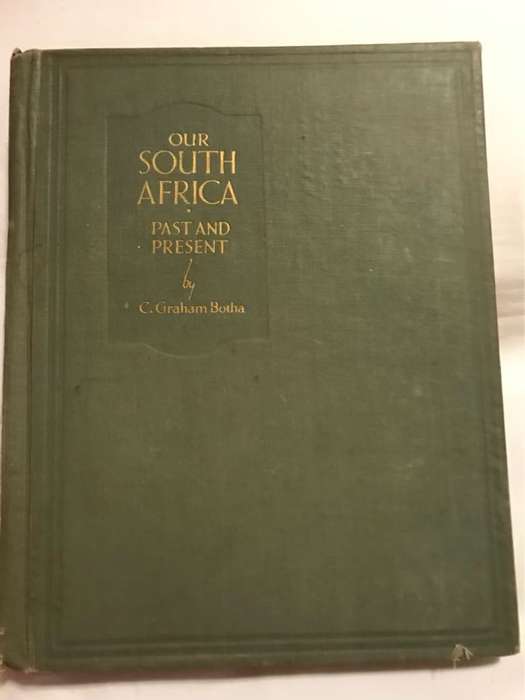 OUR
SOUTH
AFRICA
PAST AND
PRESENT
by
C. Graham Botha